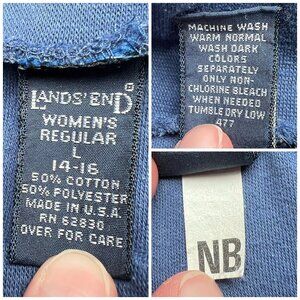 LANDS' END
WOMEN'S
REGULAR
L
14-16
50% COTTON
50% POLYESTER
MADE IN U.S.A.
RN 62830
OVER FOR CARE
MACHINE WASH
WARM NORMAL
WASH DARK
COLORS
SEPARATELY
ONLY NON-
CHLORINE BLEACH
WHEN NEEDED
TUMBLE DRY LOW
477
NB